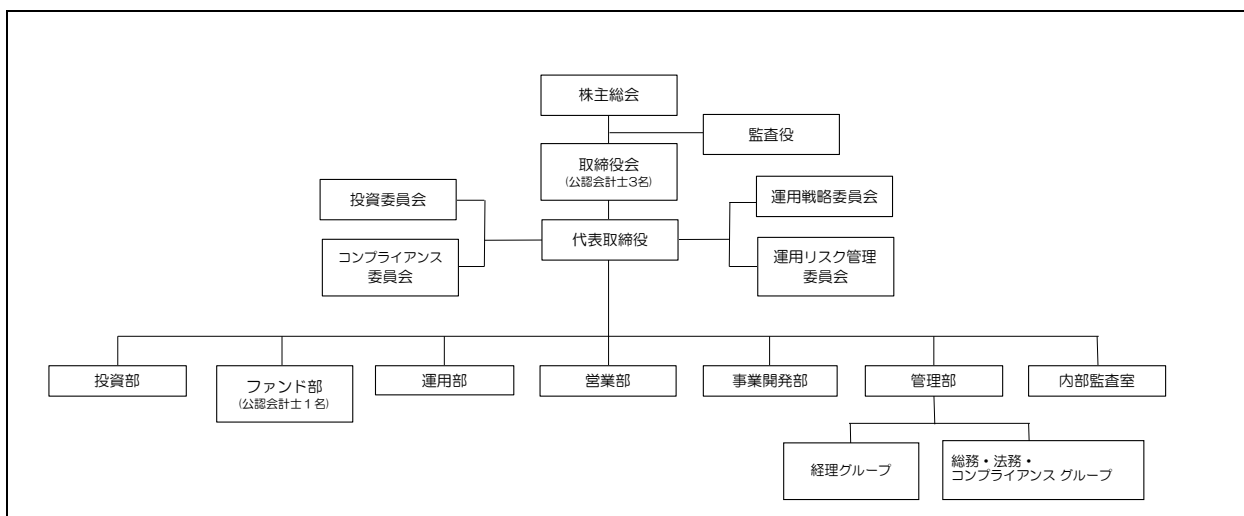 株主総会
監査役
取締役会
(公認会計士3名)
投資委員会
運用戦略委員会
代表取締役
コンプライアンス
委員会
運用リスク管理
委員会
投資部
ファンド部
(公認会計士1名)
運用部
営業部
事業開発部
管理部
内部監査室
経理グループ
総務・法務・
コンプライアンス グループ